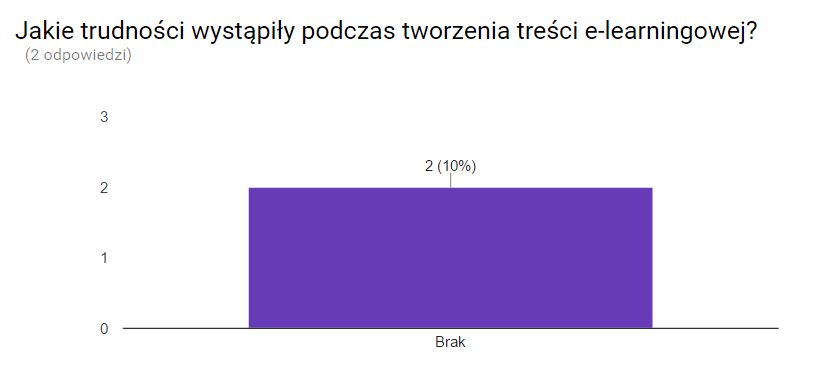 Jakie trudności wystąpiły podczas tworzenia treści e-learningowej?
(2 odpowiedzi)
3
2 (10%)
2
1
0
Brak